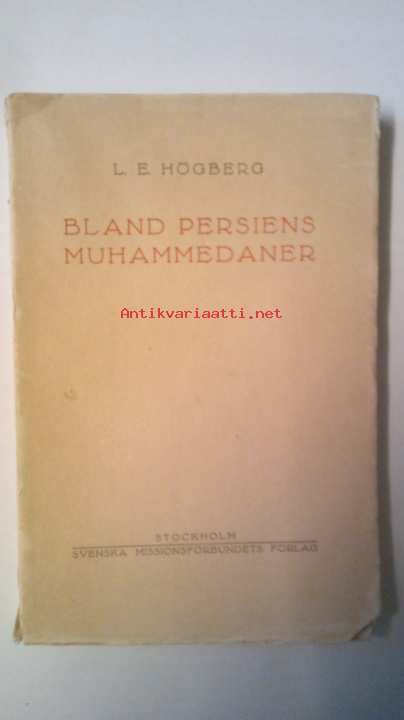 L. E. HÖGBERG
BLAND PERSIENS
MUHAMMEDANER
Antikvariaatti.net
STOCKHOLM
SVENSKA MISSIONSFÖRBUNDETS FÖRLAG